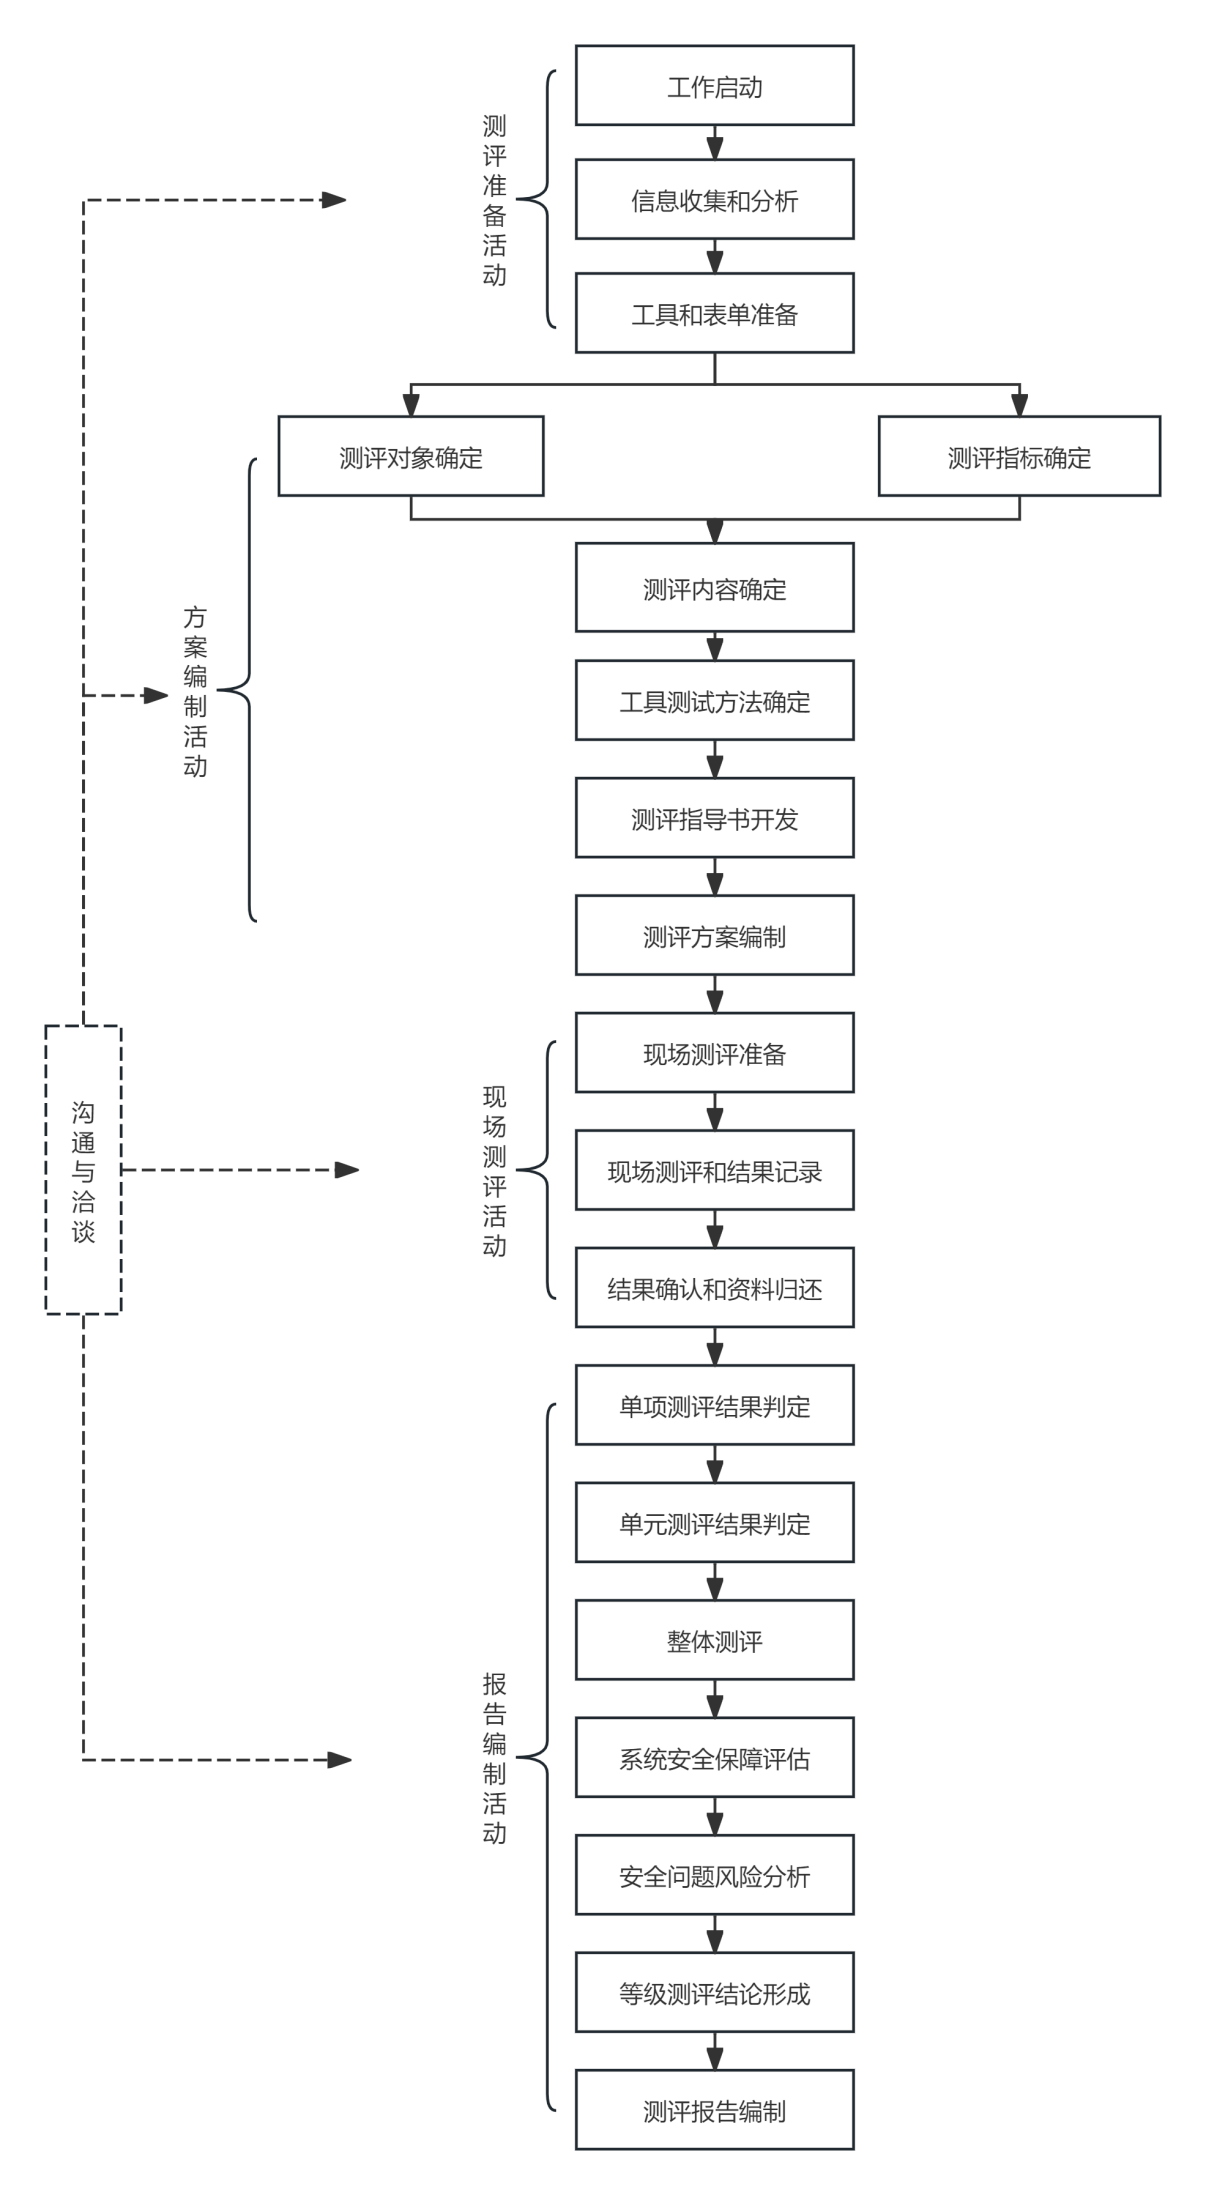 工作启动
测评准备活动
信息收集和分析
工具和表单准备
测评对象确定
测评指标确定
测评内容确定
方案编制活动
工具测试方法确定
测评指导书开发
测评方案编制
现场测评准备
沟通与洽谈
现场测评活动
现场测评和结果记录
结果确认和资料归还
单项测评结果判定
单元测评结果判定
整体测评
报告编制活动
系统安全保障评估
安全问题风险分析
等级测评结论形成
测评报告编制